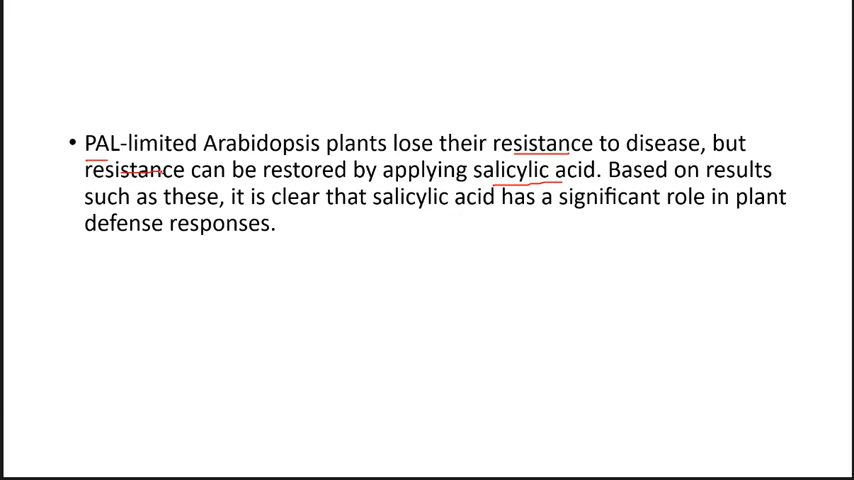 • PAL-limited Arabidopsis plants lose their resistance to disease, but
resistance can be restored by applying salicylic acid. Based on results
such as these, it is clear that salicylic acid has a significant role in plant
defense responses.